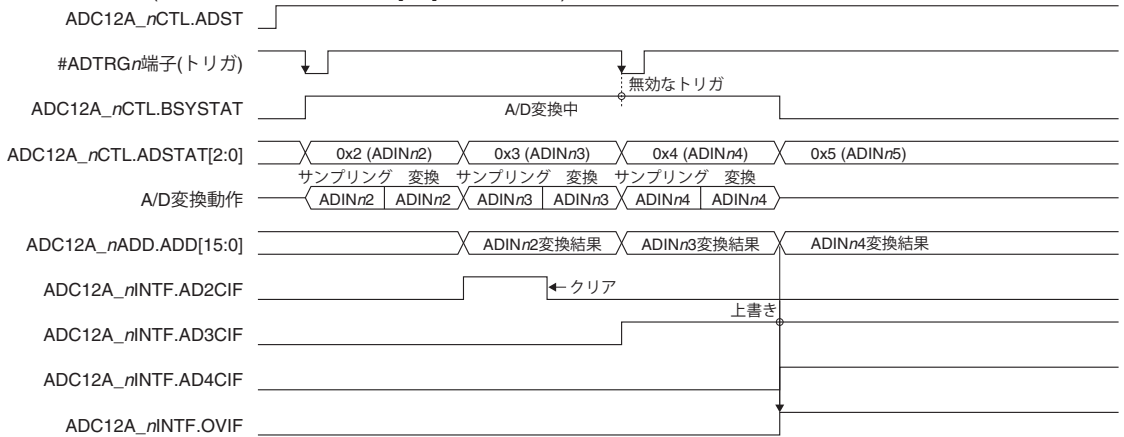 ADC12A_nCTL.ADST
#ADTRGn端子(トリガ)
無効なトリガ
ADC12A_nCTL.BSYSTAT
A/D変換中
ADC12A_nCTL.ADSTAT[2:0]
0x2 (ADINn2) 0x3 (ADINn3) 0x4 (ADINn4) 0x5 (ADINn5)
サンプリング 変換 サンプリング 変換 サンプリング 変換
A/D変換動作
ADINn2 ADINn2 ADINn3 ADINn3 ADINn4 ADINn4
ADC12A_nADD.ADD[15:0]
ADINn2変換結果 ADINn3変換結果 ADINn4変換結果
ADC12A_nINTF.AD2CIF
クリア
上書き
ADC12A_nINTF.AD3CIF
ADC12A_nINTF.AD4CIF
ADC12A_nINTF.OVIF